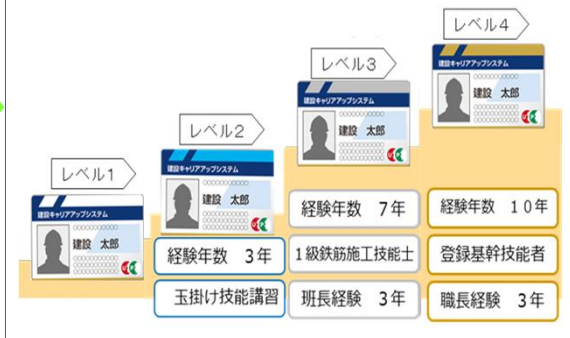 レベル1
建設キャリアアップシステム
建設 太郎
レベル2
建設キャリアアップシステム
建設 太郎
経験年数 3年
玉掛け技能講習
レベル3
建設キャリアアップシステム
建設 太郎
経験年数 7年
1級鉄筋施工技能士
班長経験 3年
レベル4
建設キャリアアップシステム
建設 太郎
経験年数 10年
登録基幹技能者
職長経験 3年